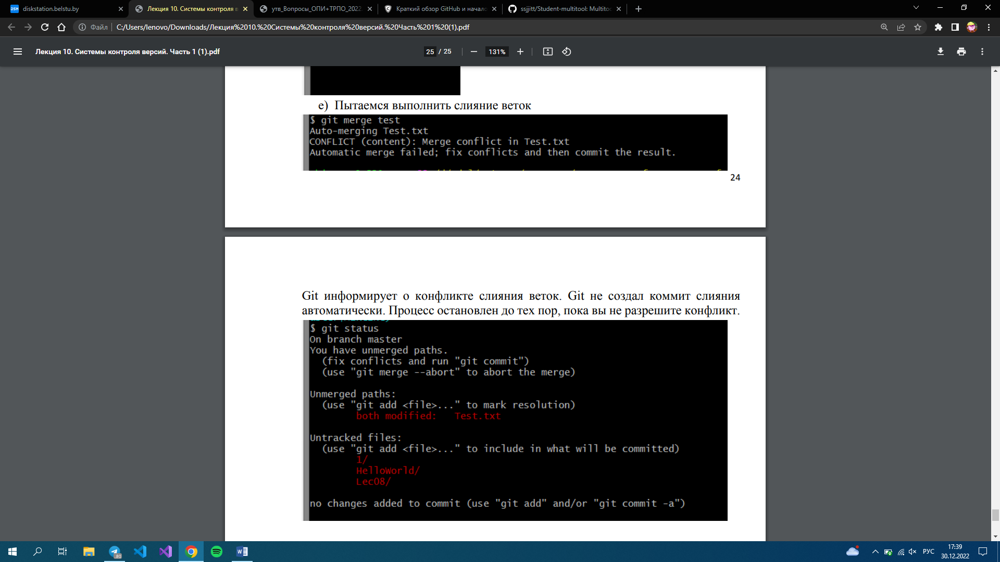 diskstation.belstu.by
Лекция 10. Системы контроля в
утв_Вопросы_ОПИ+ТРПО_2022
Краткий обзор GitHub и начало
ssjjitt/Student-multitool: Multitoo
Файл
C:/Users/lenovo/Downloads/Лекция%2010.%20Системы%20контроля%20версий.%20Часть%201%20(1).pdf
Лекция 10. Системы контроля версий. Часть 1 (1).pdf
25 / 25
131%
е) Пытаемся выполнить слияние веток
$ git merge test
Auto-merging Test.txt
CONFLICT (content): Merge conflict in Test.txt
Automatic merge failed; fix conflicts and then commit the result.
24
Git информирует о конфликте слияния веток. Git не создал коммит слияния
автоматически. Процесс остановлен до тех пор, пока вы не разрешите конфликт.
$ git status
On branch master
You have unmerged paths.
(fix conflicts and run "git commit")
(use "git merge --abort" to abort the merge)
Unmerged paths:
(use "git add <file>..." to mark resolution)
both modified: Test.txt
Untracked files:
(use "git add <file>..." to include in what will be committed)
1/
HelloWorld/
Lec08/
no changes added to commit (use "git add" and/or "git commit -a")
80
РУС
17:39
30.12.2022